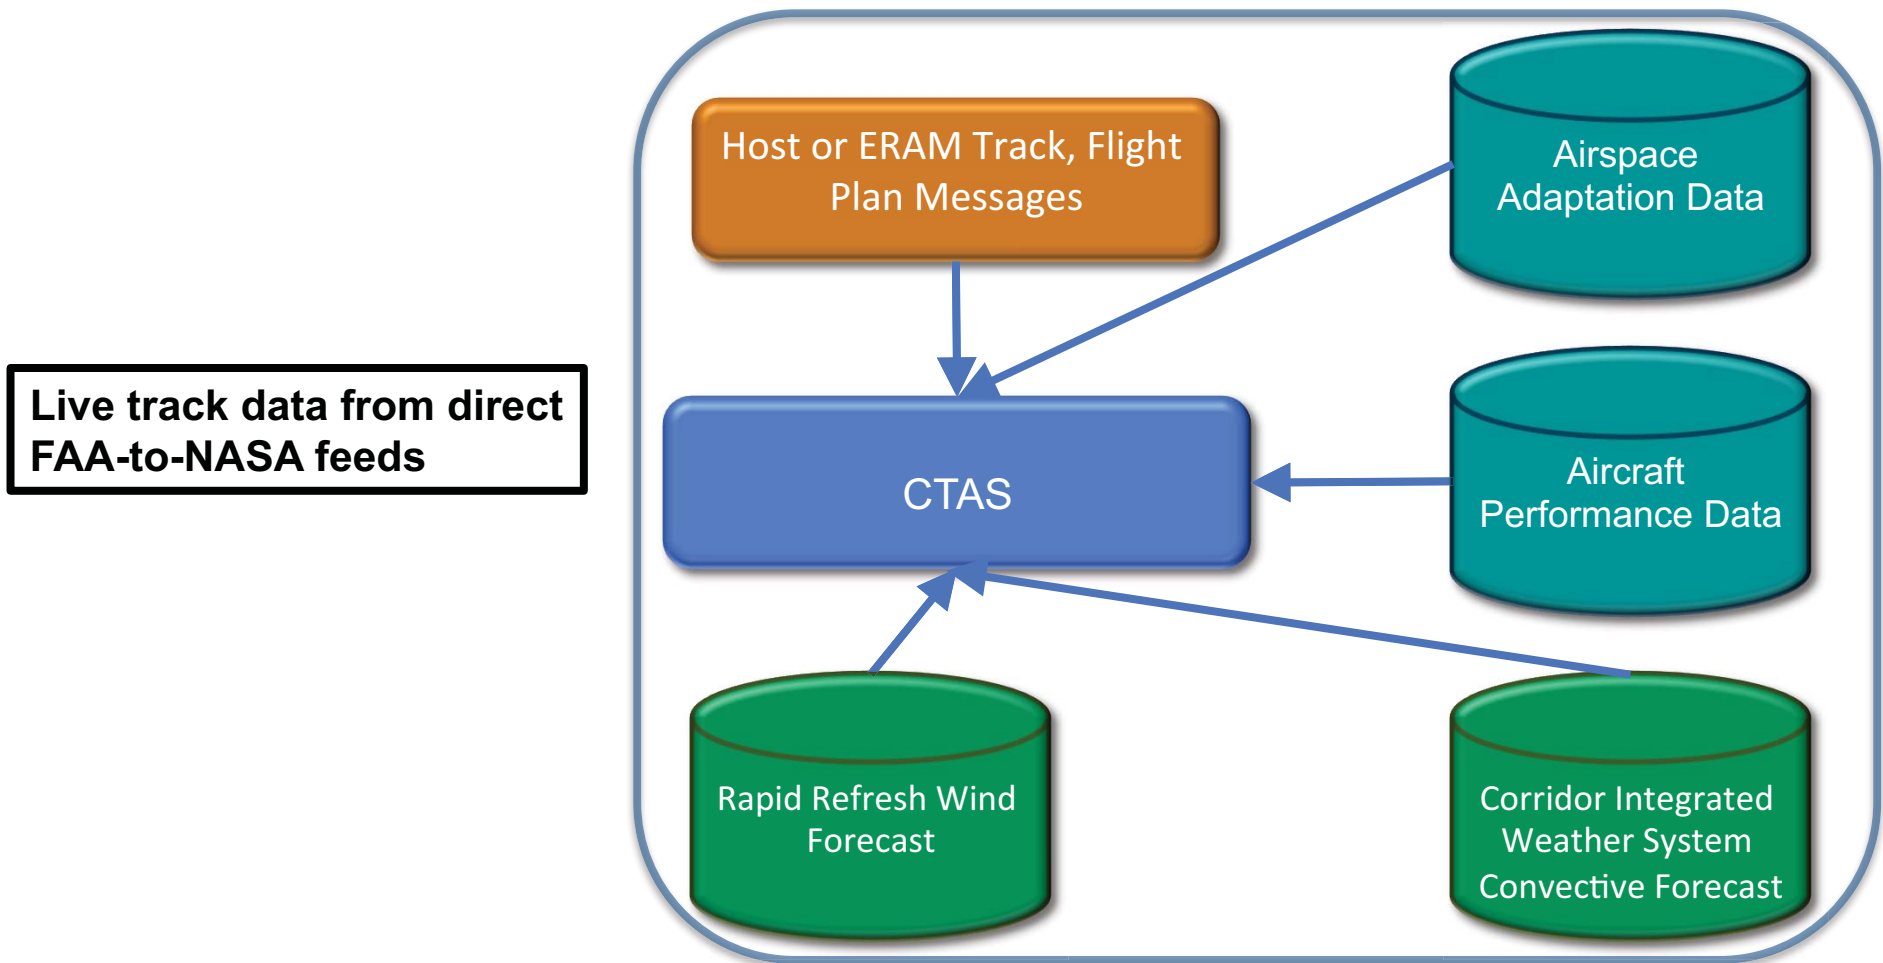 Host or ERAM Track, Flight
Plan Messages
Airspace
Adaptation Data
Live track data from direct
FAA-to-NASA feeds
CTAS
Aircraft
Performance Data
Rapid Refresh Wind
Forecast
Corridor Integrated
Weather System
Convective Forecast